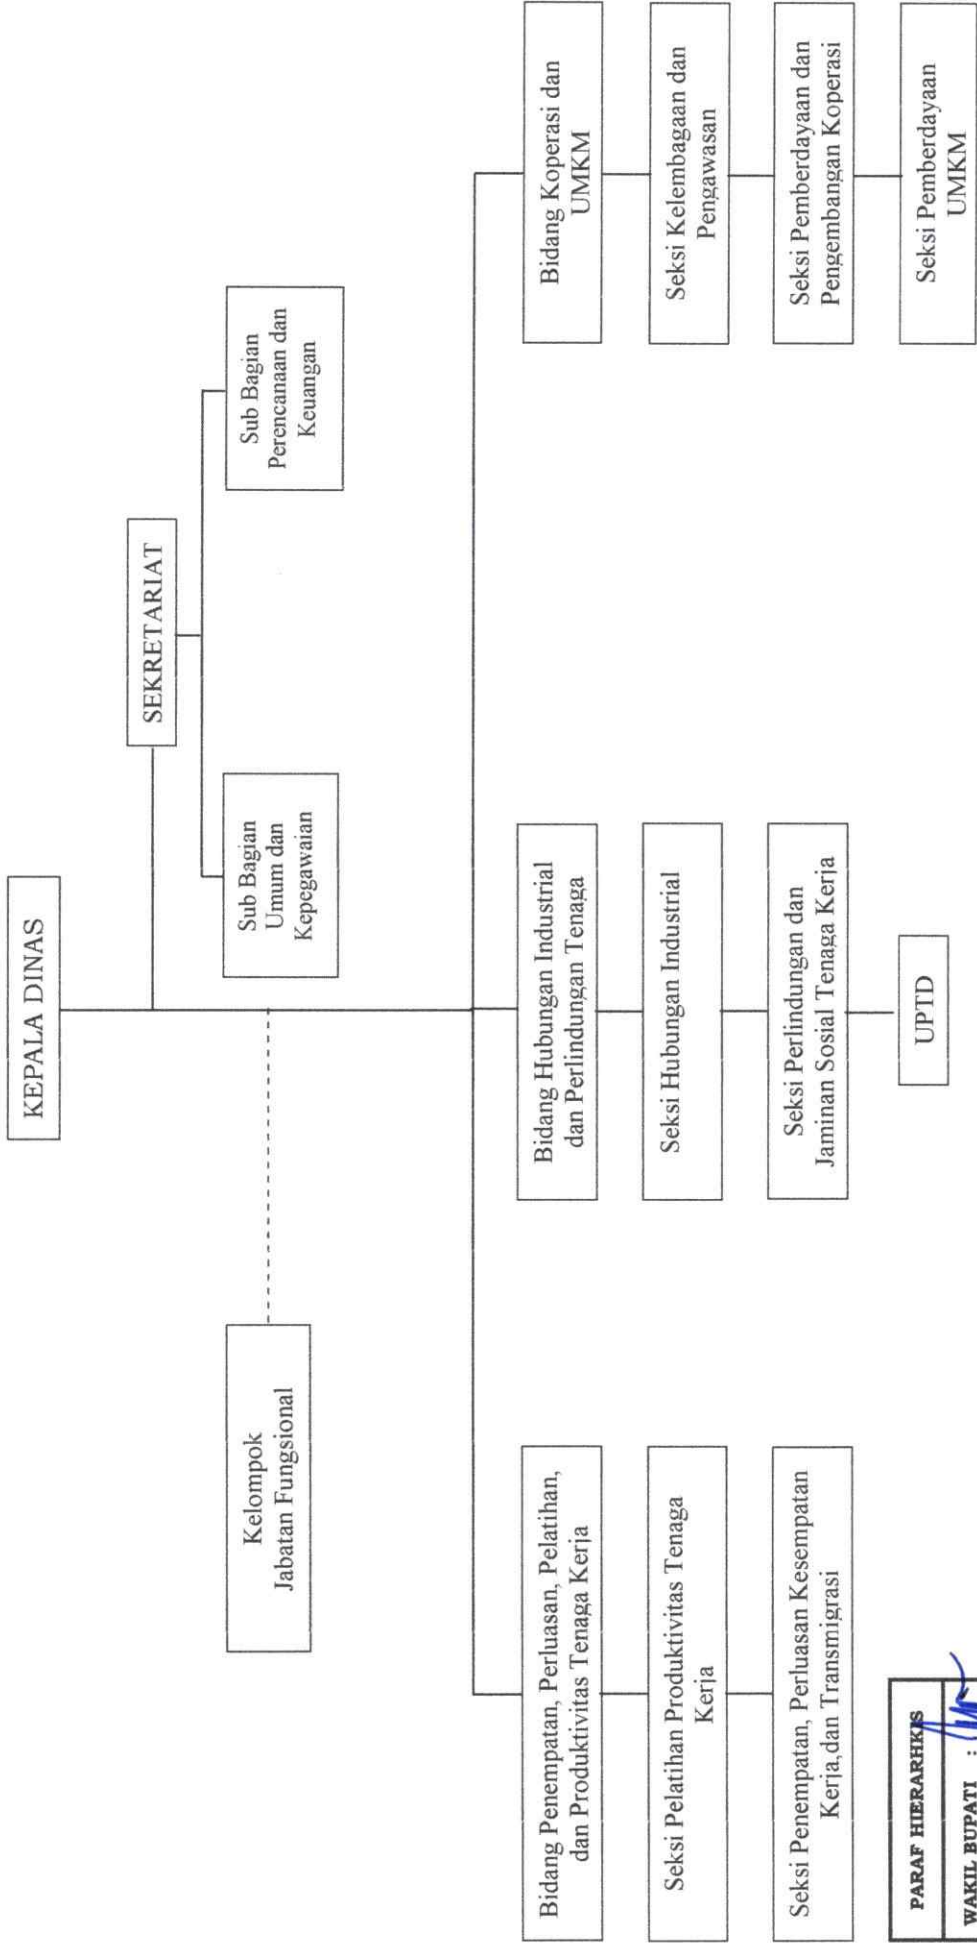 KEPALA DINAS
SEKRETARIAT
Kelompok
Jabatan Fungsional
Sub Bagian
Umum dan
Kepegawaian
Sub Bagian
Perencanaan dan
Keuangan
Bidang Penempatan, Perluasan, Pelatihan,
dan Produktivitas Tenaga Kerja
Seksi Pelatihan Produktivitas Tenaga
Kerja
Seksi Penempatan, Perluasan Kesempatan
Kerja,dan Transmigrasi
Bidang Hubungan Industrial
dan Perlindungan Tenaga
Seksi Hubungan Industrial
Seksi Perlindungan dan
Jaminan Sosial Tenaga Kerja
UPTD
Bidang Koperasi dan
UMKM
Seksi Kelembagaan dan
Pengawasan
Seksi Pemberdayaan dan
Pengembangan Koperasi
Seksi Pemberdayaan
UMKM
PARAF HIERARHKIS
WAKIL BUPATI :